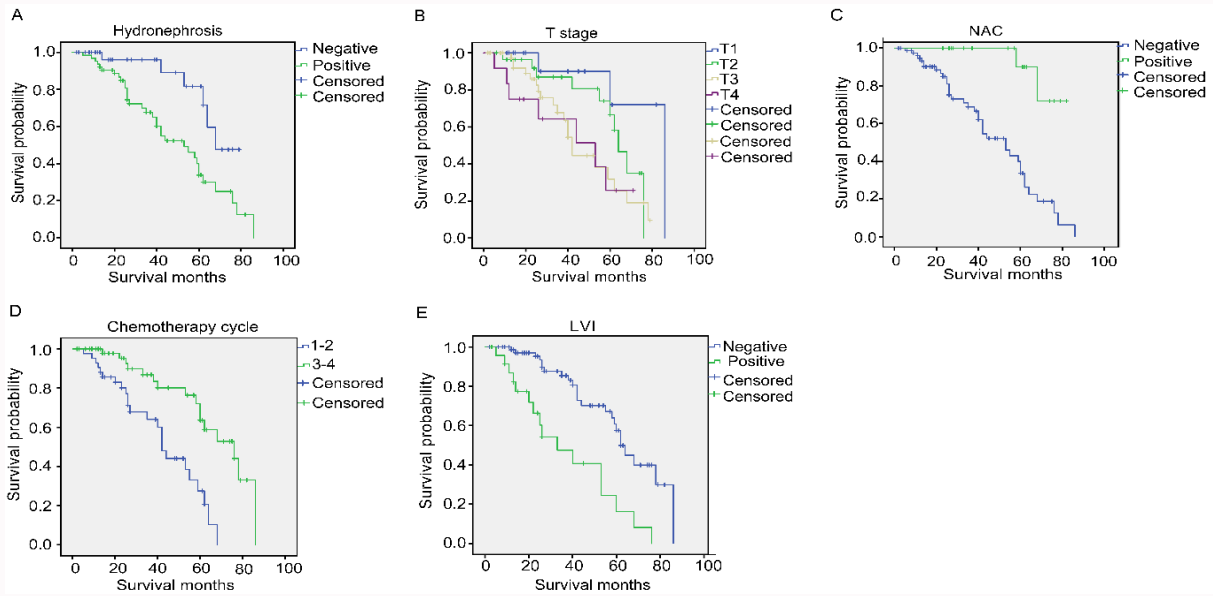 A
Hydronephrosis
Survival probability
1.0
0.8
0.6
0.4
0.2
0.0
0 20 40 60 80 100
Survival months
Negative
Positive
Censored
Censored
B
T stage
Survival probability
1.0
0.8
0.6
0.4
0.2
0.0
0 20 40 60 80 100
Survival months
T1
T2
T3
T4
Censored
Censored
Censored
Censored
C
NAC
Survival probability
1.0
0.8
0.6
0.4
0.2
0.0
0 20 40 60 80 100
Survival months
Negative
Positive
Censored
Censored
D
Chemotherapy cycle
Survival probability
1.0
0.8
0.6
0.4
0.2
0.0
0 20 40 60 80 100
Survival months
1-2
3-4
Censored
Censored
E
LVI
Survival probability
1.0
0.8
0.6
0.4
0.2
0.0
0 20 40 60 80 100
Survival months
Negative
Positive
Censored
Censored